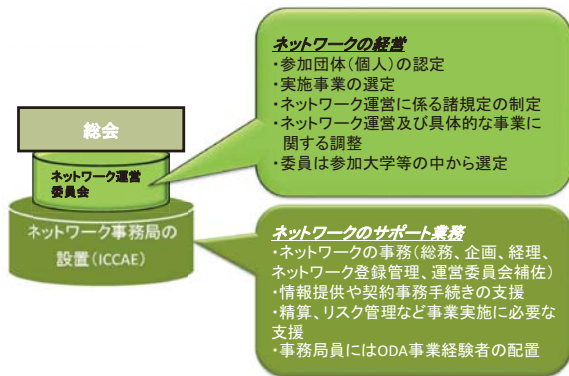 総会
ネットワーク運営
委員会
ネットワーク事務局の
設置(ICCAE)
ネットワークの経営
・参加団体(個人)の認定
・実施事業の選定
・ネットワーク運営に係る諸規定の制定
・ネットワーク運営及び具体的な事業に
関する調整
・委員は参加大学等の中から選定
ネットワークのサポート業務
・ネットワークの事務(総務、企画、経理、
ネットワーク登録管理、運営委員会補佐)
・情報提供や契約事務手続きの支援
・精算、リスク管理など事業実施に必要な
支援
・事務局員にはODA事業経験者の配置